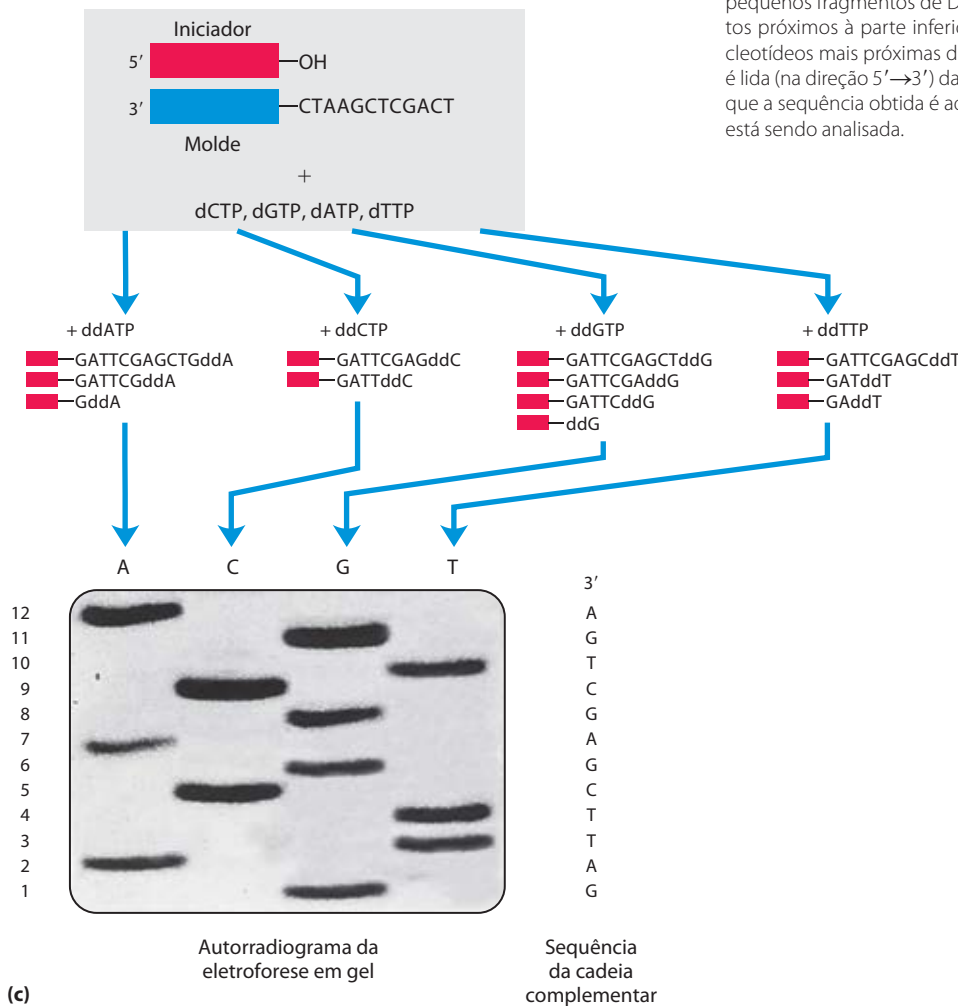 pequenos fragmentos de D
tos próximos à parte inferio
cleotídeos mais próximas d
é lida (na direção 5′→3′) da
que a sequência obtida é ac
está sendo analisada.
Iniciador
5′ —OH
3′ —CTAAGCTCGACT
Molde
+
dCTP, dGTP, dATP, dTTP
+ ddATP
—GATTCGAGCTGddA
—GATTCGddA
—GddA
+ ddCTP
—GATTCGAGddC
—GATTddC
+ ddGTP
—GATTCGAGCTddG
—GATTCGAddG
—GATTCddG
—ddG
+ ddTTP
—GATTCGAGCddT
—GATddT
—GAddT
A C G T
3′
12 A
11 G
10 T
9 C
8 G
7 A
6 G
5 C
4 T
3 T
2 A
1 G
Autorradiograma da
eletroforese em gel
Sequência
da cadeia
complementar
(c)